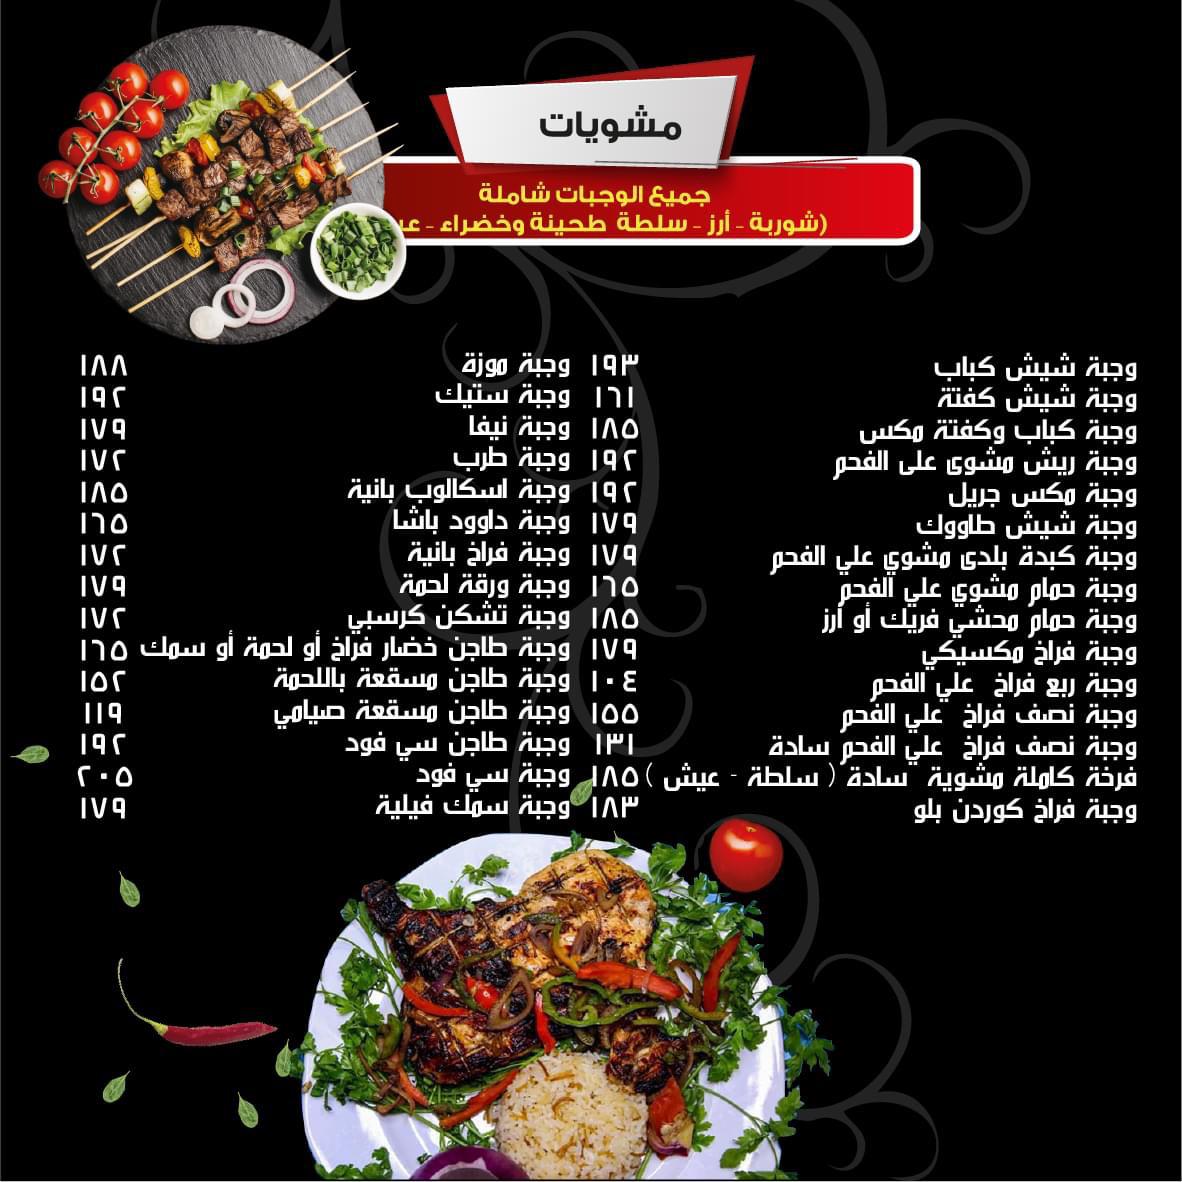 مشويات
جميع الوجبات شاملة
(شوربة - أرز - سلطة طحينة وخضراء -
وجبة شيش كباب ١٩٣
وجبة شيش كفتة ١٦١
وجبة كباب وكفتة مكس ١٨٥
وجبة ريش مشوى على الفحم ١٩٢
وجبة مكس جريل ١٩٢
وجبة شيش طاووك ١٧٩
وجبة كبدة بلدى مشوي علي الفحم ١٧٩
وجبة حمام مشوي علي الفحم ١٦٥
وجبة حمام محشي فريك أو أرز ١٨٥
وجبة فراخ مكسيكي ١٧٩
وجبة ربع فراخ علي الفحم ١٠٤
وجبة نصف فراخ علي الفحم ١٥٥
وجبة نصف فراخ علي الفحم سادة ١٣١
فرخة كاملة مشوية سادة ( سلطة - عيش ) ١٨٥
وجبة فراخ كوردن بلو ١٨٣
وجبة موزة ١٨٨
وجبة ستيك ١٩٢
وجبة نيفا ١٧٩
وجبة طرب ١٧٢
وجبة اسكالوب بانية ١٨٥
وجبة داوود باشا ١٦٥
وجبة فراخ بانية ١٧٢
وجبة ورقة لحمة ١٧٩
وجبة تشكن كرسبي ١٧٢
وجبة طاجن خضار فراخ أو لحمة أو سمك ١٦٥
وجبة طاجن مسقعة باللحمة ١٥٢
وجبة طاجن مسقعة صيامي ١١٩
وجبة طاجن سي فود ١٩٢
وجبة سي فود ٢٠٥
وجبة سمك فيلية ١٧٩